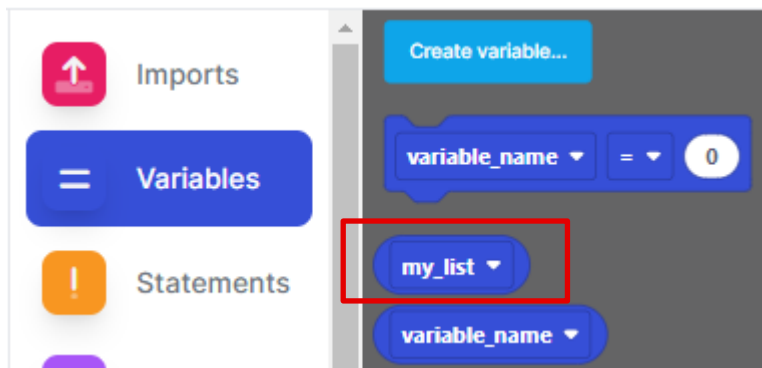 Imports
Variables
Statements
Create variable...
variable_name = 0
my_list
variable_name